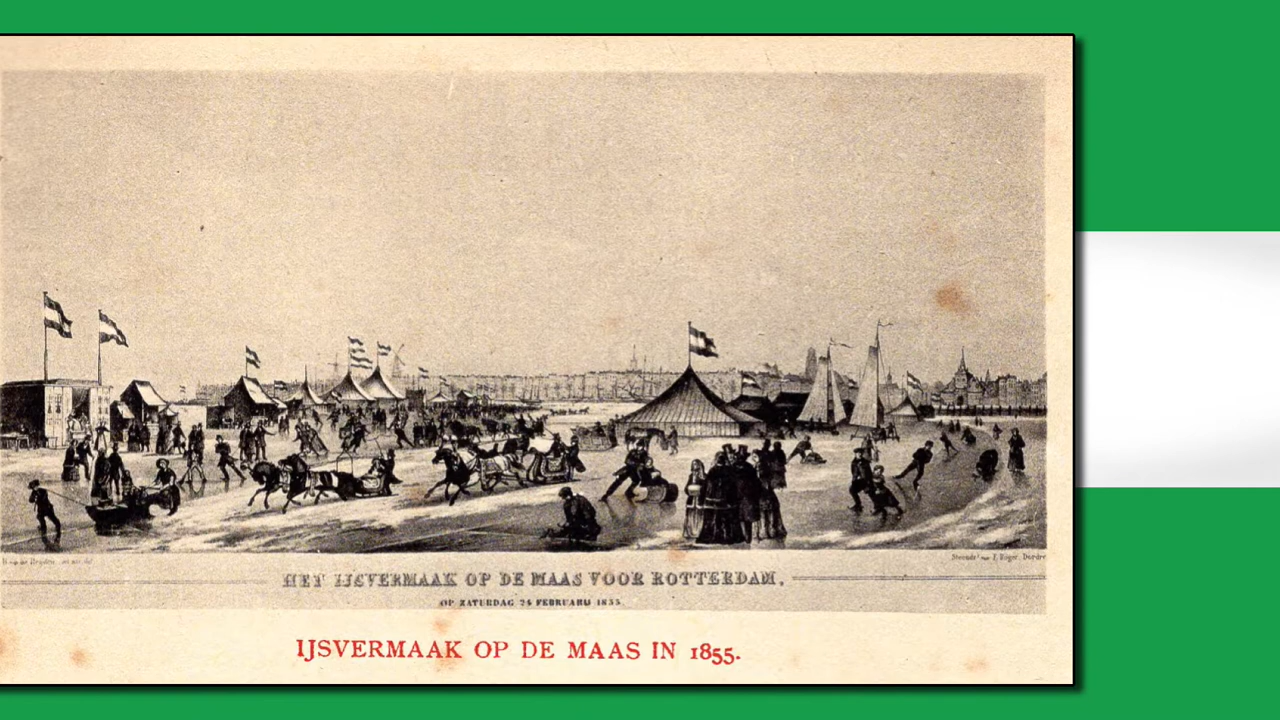 HET IJSVERMAAK OP DE MAAS VOOR ROTTERDAM,
OP ZATURDAG 24 FEBRUARIJ 1855
IJSVERMAAK OP DE MAAS IN 1855.